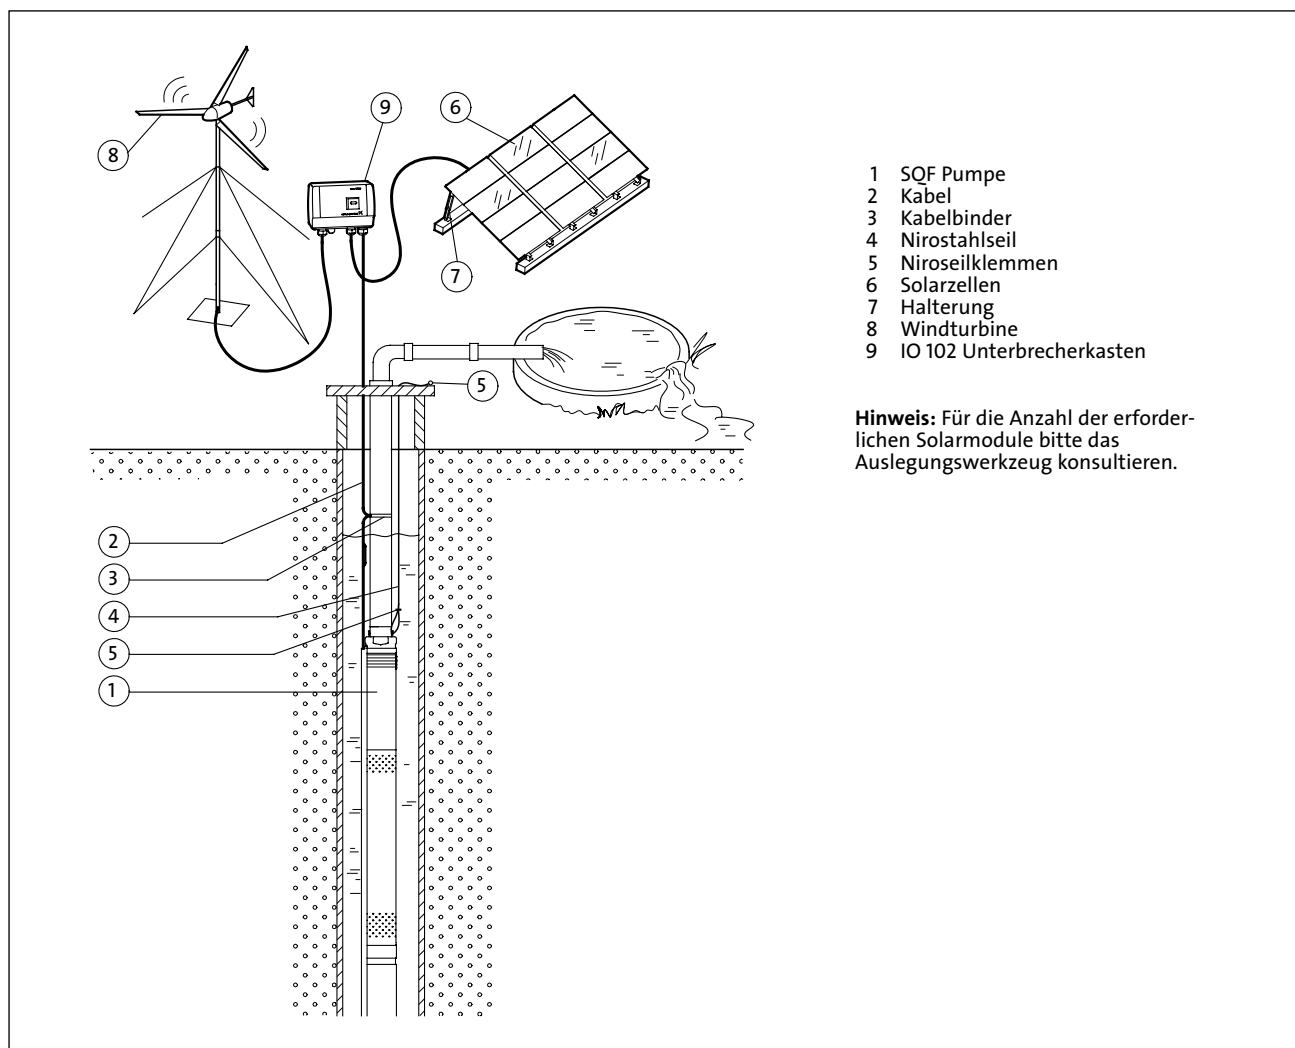 8
9
6
7
5
2
3
4
5
1
1 SQF Pumpe
2 Kabel
3 Kabelbinder
4 Nirostahlseil
5 Niroseilklemmen
6 Solarzellen
7 Halterung
8 Windturbine
9 IO 102 Unterbrecherkasten
Hinweis: Für die Anzahl der erforder-
lichen Solarmodule bitte das
Auslegungswerkzeug konsultieren.